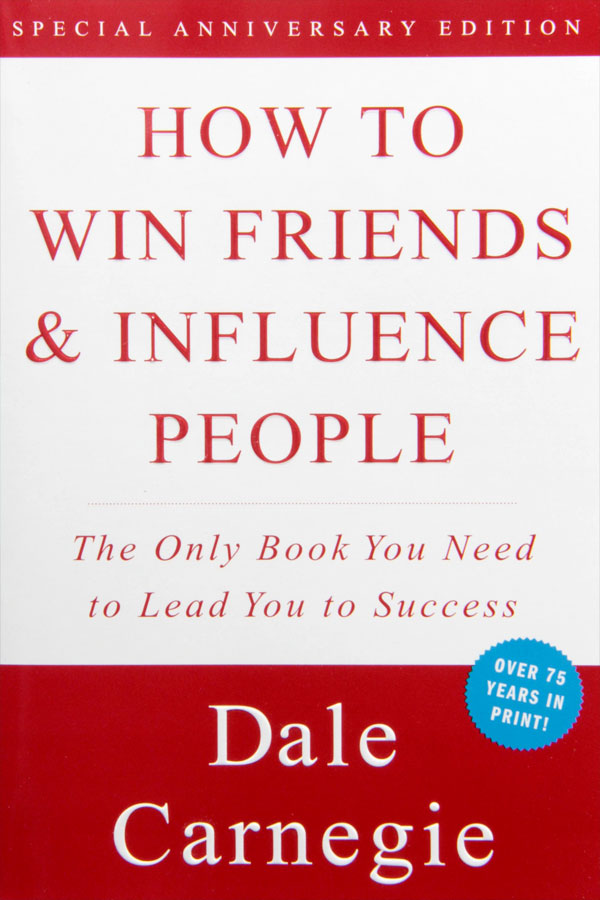 SPECIAL ANNIVERSARY EDITION
HOW TO
WIN FRIENDS
& INFLUENCE
PEOPLE
The Only Book You Need
to Lead You to Success
OVER 75
YEARS IN
PRINT!
Dale
Carnegie